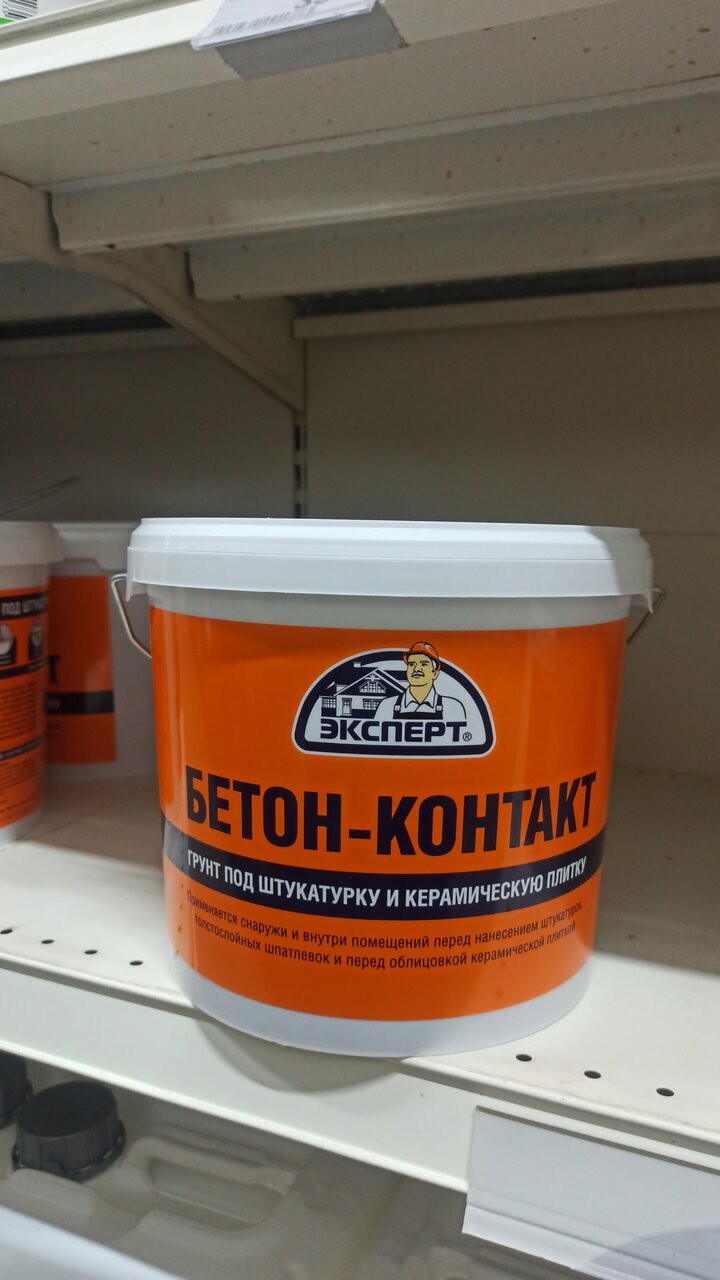 ЭКСПЕРТ®
БЕТОН-КОНТАКТ
ГРУНТ ПОД ШТУКАТУРКУ И КЕРАМИЧЕСКУЮ ПЛИТКУ
Применяется снаружи и внутри помещений перед нанесением штукатурок,
толстослойных шпатлевок и перед облицовкой керамической плиткой
ПОД